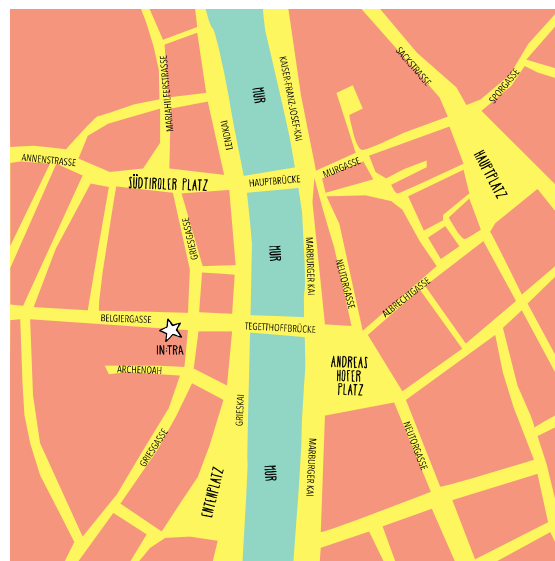 SACKSTRASSE
KAISER-FRANZ-JOSEF-KAI
MARIAHILFERSTRASSE
MUR
SPORGASSE
LENDKAI
ANNENSTRASSE
MURGASSE
HAUPTPLATZ
SÜDTIROLER PLATZ
HAUPTBRÜCKE
GRIESGASSE
MUR
MARBURGER KAI
NEUTORGASSE
ALBRECHTGASSE
BELGIERGASSE
TEGETTHOFFBRÜCKE
IN:TRA
ARCHENOAH
ANDREAS
HOFER
PLATZ
GRIESKAI
GRIESGASSE
NEUTORGASSE
MUR
MARBURGER KAI
ENTENPLATZ